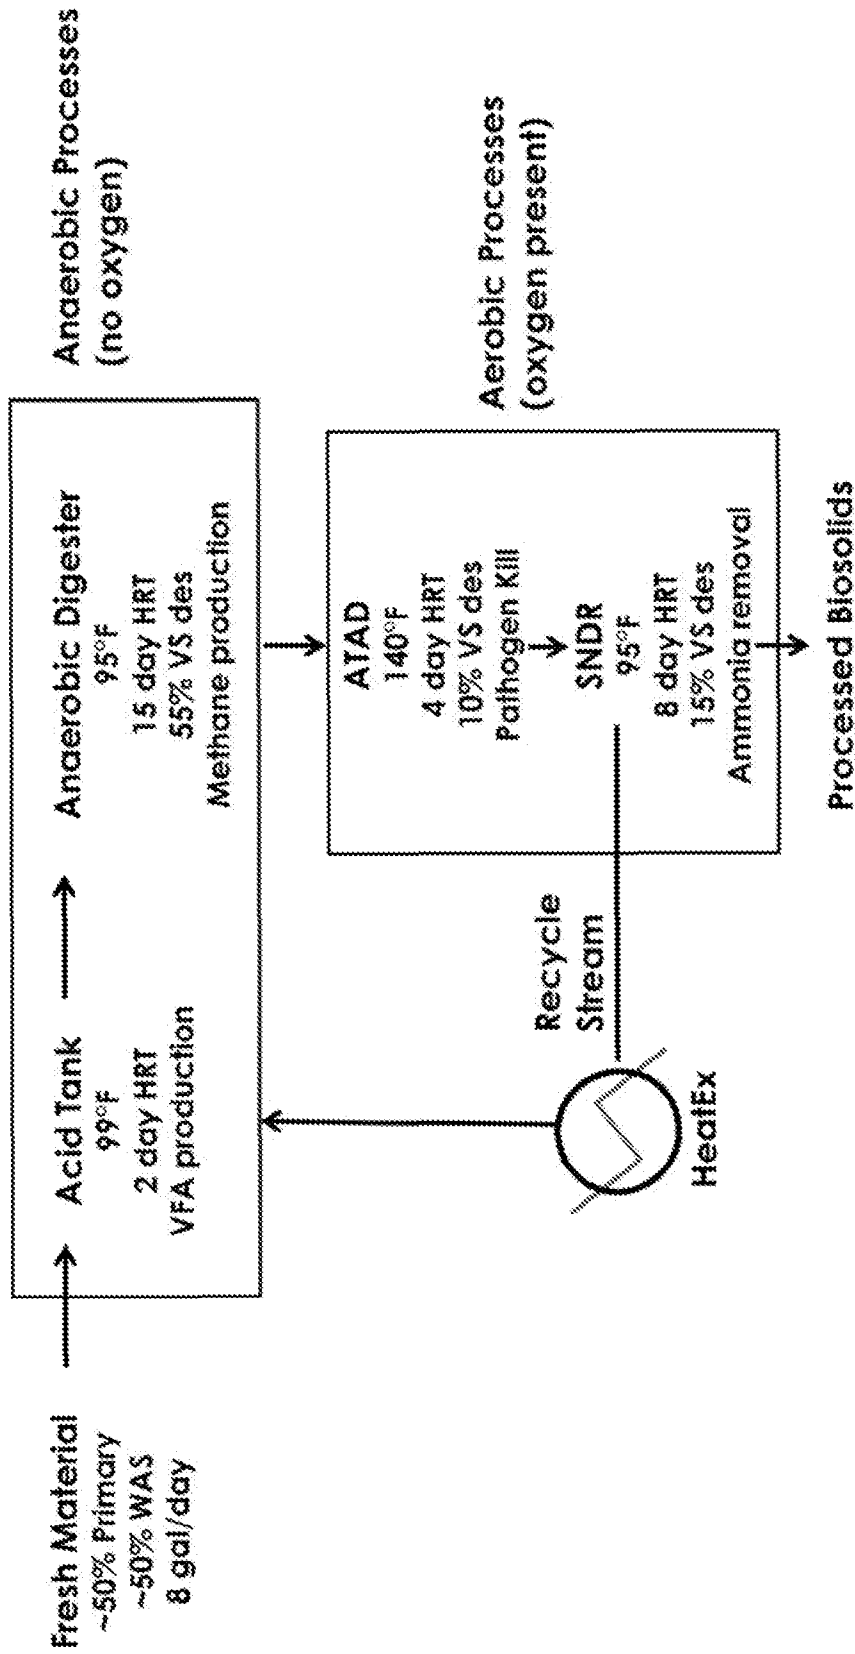 Fresh Material
~50% Primary
~50% WAS
8 gal/day
Acid Tank
99°F
2 day HRT
VFA production
Anaerobic Digester
95°F
15 day HRT
55% VS des
Methane production
Anaerobic Processes
(no oxygen)
ATAD
140°F
4 day HRT
10% VS des
Pathogen Kill
SNDR
95°F
8 day HRT
15% VS des
Ammonia removal
Aerobic Processes
(oxygen present)
Recycle
Stream
HeatEx
Processed Biosolids